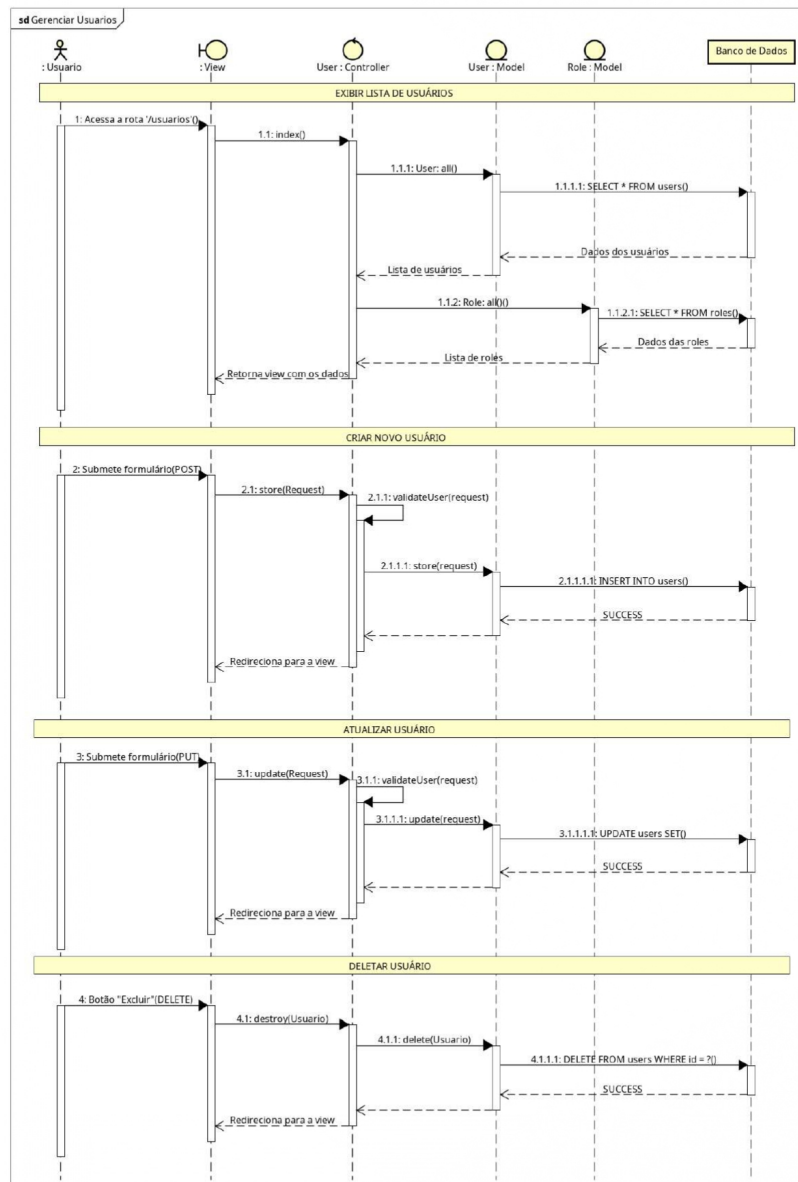 sd Gerenciar Usuarios
: Usuario
: View
User : Controller
User : Model
Role : Model
Banco de Dados
EXIBIR LISTA DE USUÁRIOS
1: Acessa a rota '/usuarios'()
1.1: index()
1.1.1: User: all()
1.1.1.1: SELECT * FROM users()
Dados dos usuários
Lista de usuários
1.1.2: Role: all()()
1.1.2.1: SELECT * FROM roles()
Dados das roles
Lista de roles
Retorna view com os dados
CRIAR NOVO USUÁRIO
2: Submete formulário(POST)
2.1: store(Request)
2.1.1: validateUser(request)
2.1.1.1: store(request)
2.1.1.1.1: INSERT INTO users()
SUCCESS
Redireciona para a view
ATUALIZAR USUÁRIO
3: Submete formulário(PUT)
3.1: update(Request)
3.1.1: validateUser(request)
3.1.1.1: update(request)
3.1.1.1.1: UPDATE users SET()
SUCCESS
Redireciona para a view
DELETAR USUÁRIO
4: Botão "Excluir"(DELETE)
4.1: destroy(Usuario)
4.1.1: delete(Usuario)
4.1.1.1: DELETE FROM users WHERE id = ?()
SUCCESS
Redireciona para a view